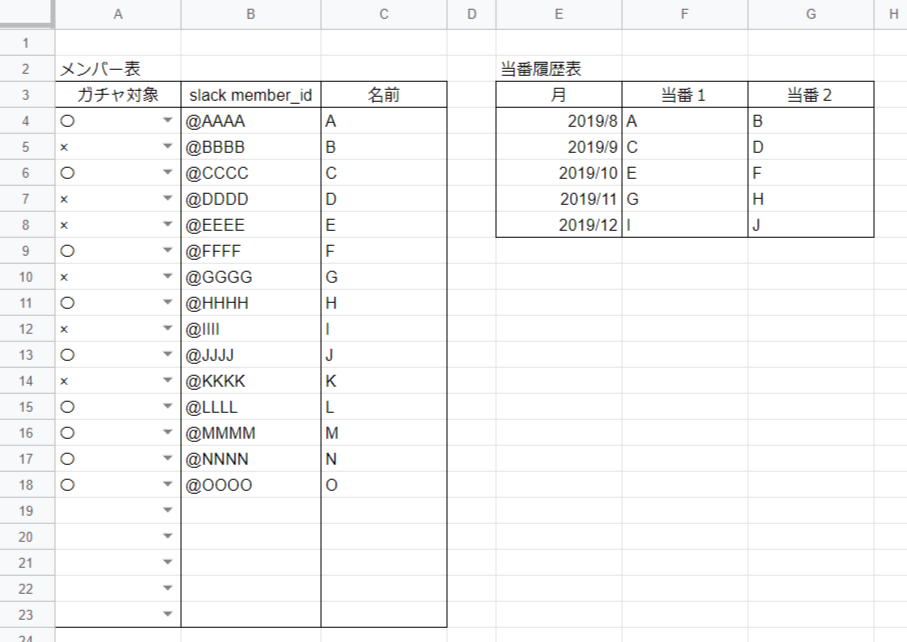 A B C D E F G H
1
2 メンバー表 当番履歴表
3 ガチャ対象 slack member_id 名前 月 当番１ 当番２
4 〇 @AAAA A 2019/8 A B
5 × @BBBB B 2019/9 C D
6 〇 @CCCC C 2019/10 E F
7 × @DDDD D 2019/11 G H
8 × @EEEE E 2019/12 I J
9 〇 @FFFF F
10 × @GGGG G
11 〇 @HHHH H
12 × @IIII I
13 〇 @JJJJ J
14 × @KKKK K
15 〇 @LLLL L
16 〇 @MMMM M
17 〇 @NNNN N
18 〇 @OOOO O
19
20
21
22
23
24